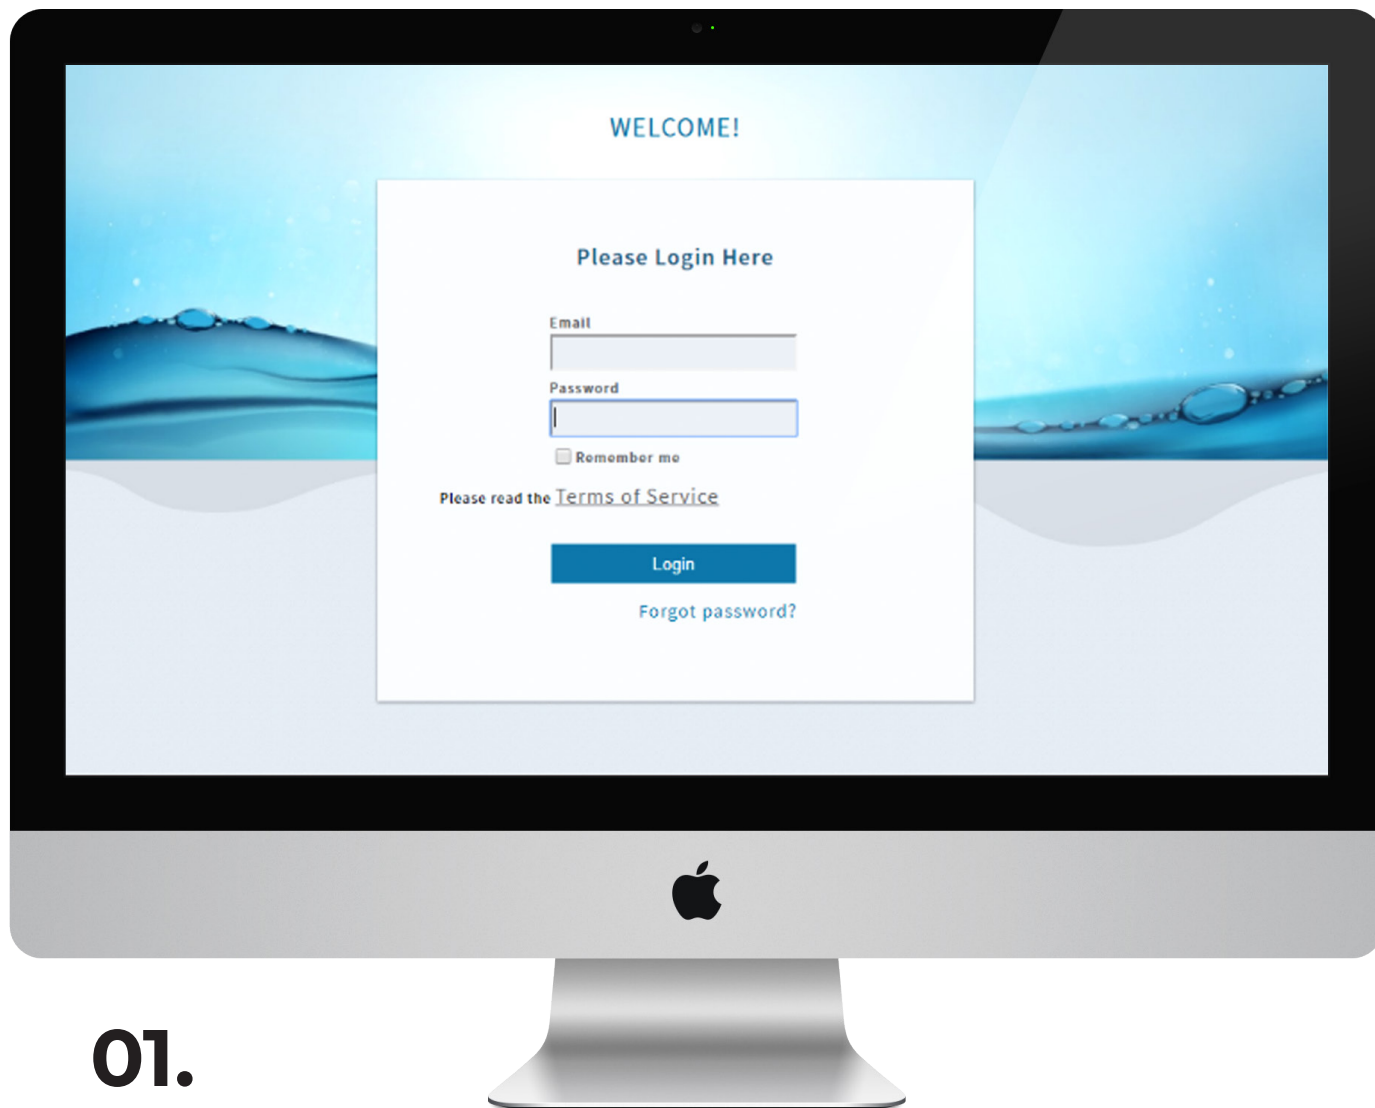 WELCOME!
Please Login Here
Email
Password
Remember me
Please read the Terms of Service
Login
Forgot password?
01.